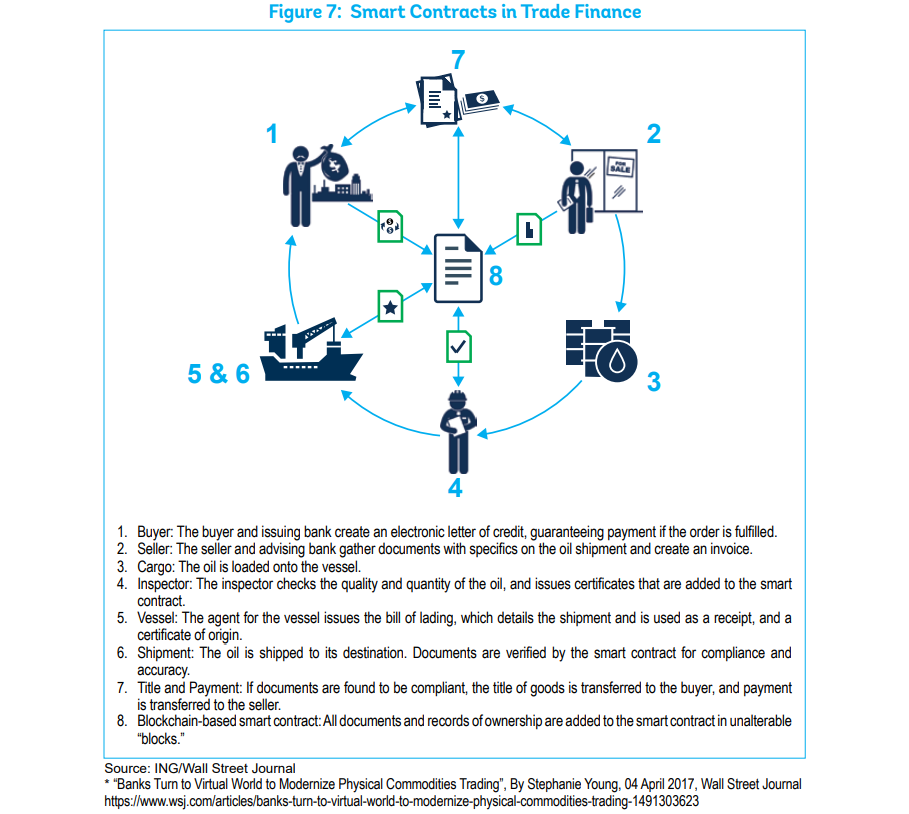 Figure 7: Smart Contracts in Trade Finance
7
1
2
FOR
SALE
8
5 & 6
3
4
1. Buyer: The buyer and issuing bank create an electronic letter of credit, guaranteeing payment if the order is fulfilled.
2. Seller: The seller and advising bank gather documents with specifics on the oil shipment and create an invoice.
3. Cargo: The oil is loaded onto the vessel.
4. Inspector: The inspector checks the quality and quantity of the oil, and issues certificates that are added to the smart
contract.
5. Vessel: The agent for the vessel issues the bill of lading, which details the shipment and is used as a receipt, and a
certificate of origin.
6. Shipment: The oil is shipped to its destination. Documents are verified by the smart contract for compliance and
accuracy.
7. Title and Payment: If documents are found to be compliant, the title of goods is transferred to the buyer, and payment
is transferred to the seller.
8. Blockchain-based smart contract: All documents and records of ownership are added to the smart contract in unalterable
“blocks.”
Source: ING/Wall Street Journal
* “Banks Turn to Virtual World to Modernize Physical Commodities Trading”, By Stephanie Young, 04 April 2017, Wall Street Journal
https://www.wsj.com/articles/banks-turn-to-virtual-world-to-modernize-physical-commodities-trading-1491303623